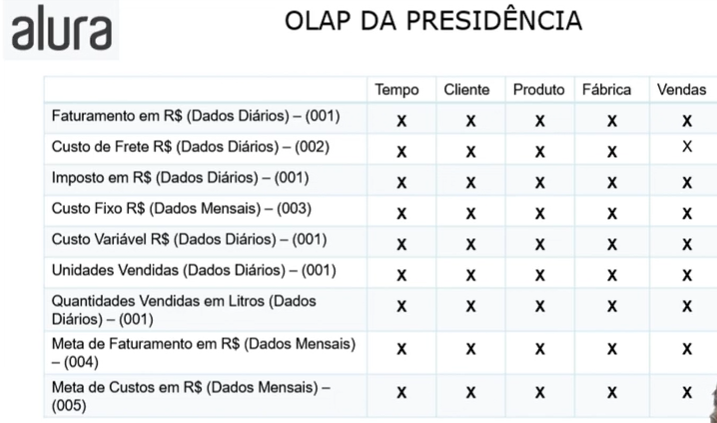 alura
OLAP DA PRESIDÊNCIA
Tempo Cliente Produto Fábrica Vendas
Faturamento em R$ (Dados Diários) – (001) X X X X X
Custo de Frete R$ (Dados Diários) – (002) X X X X X
Imposto em R$ (Dados Diários) – (001) X X X X X
Custo Fixo R$ (Dados Mensais) – (003) X X X X X
Custo Variável R$ (Dados Diários) – (001) X X X X X
Unidades Vendidas (Dados Diários) – (001) X X X X X
Quantidades Vendidas em Litros (Dados X X X X X
Diários) – (001)
Meta de Faturamento em R$ (Dados Mensais) X X X X X
– (004)
Meta de Custos em R$ (Dados Mensais) – X X X X X
(005)